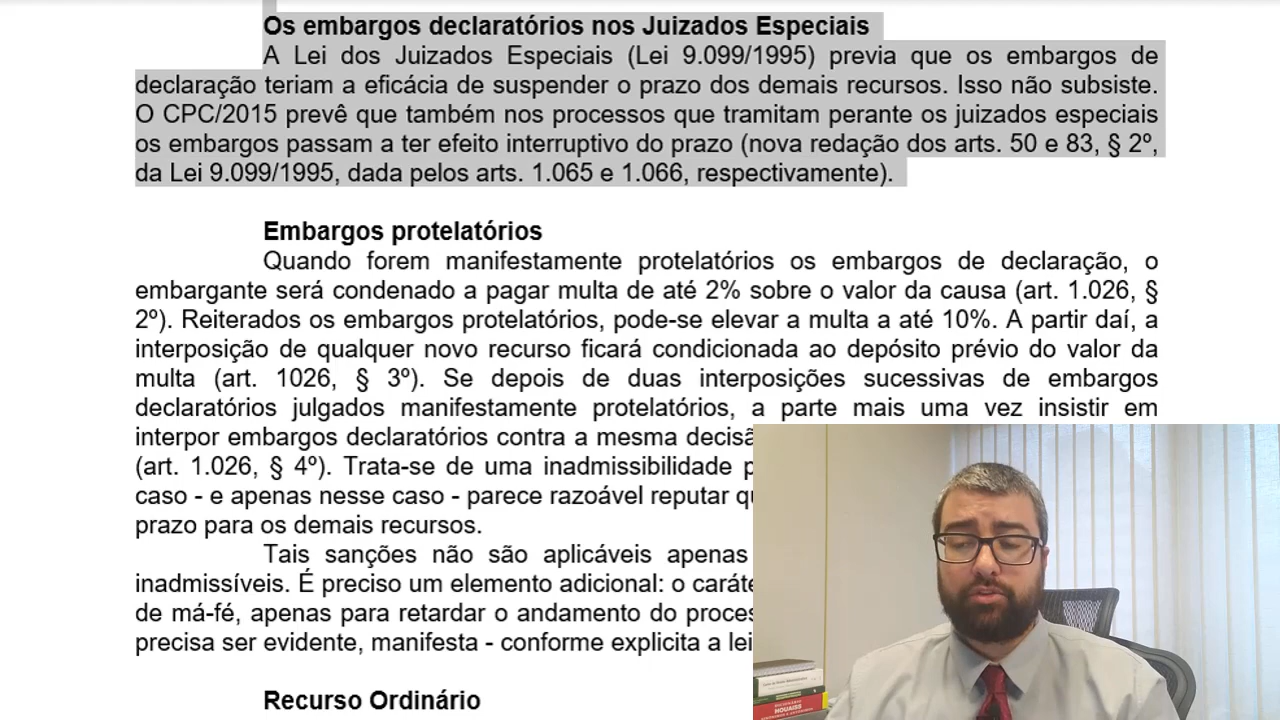 Os embargos declaratórios nos Juizados Especiais
A Lei dos Juizados Especiais (Lei 9.099/1995) previa que os embargos de
declaração teriam a eficácia de suspender o prazo dos demais recursos. Isso não subsiste.
O CPC/2015 prevê que também nos processos que tramitam perante os juizados especiais
os embargos passam a ter efeito interruptivo do prazo (nova redação dos arts. 50 e 83, § 2º,
da Lei 9.099/1995, dada pelos arts. 1.065 e 1.066, respectivamente).
Embargos protelatórios
Quando forem manifestamente protelatórios os embargos de declaração, o
embargante será condenado a pagar multa de até 2% sobre o valor da causa (art. 1.026, §
2º). Reiterados os embargos protelatórios, pode-se elevar a multa a até 10%. A partir daí, a
interposição de qualquer novo recurso ficará condicionada ao depósito prévio do valor da
multa (art. 1026, § 3º). Se depois de duas interposições sucessivas de embargos
declaratórios julgados manifestamente protelatórios, a parte mais uma vez insistir em
interpor embargos declaratórios contra a mesma
(art. 1.026, § 4º). Trata-se de uma inadmissibilidade
caso - e apenas nesse caso - parece razoável reputar
prazo para os demais recursos.
Tais sanções não são aplicáveis apenas
inadmissíveis. É preciso um elemento adicional: o
de má-fé, apenas para retardar o andamento do
precisa ser evidente, manifesta - conforme explicita a lei
Recurso Ordinário
HOUAISS